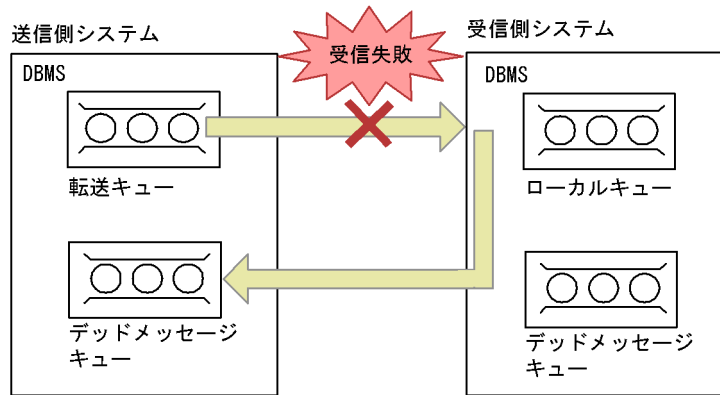 送信側システム
DBMS
転送キュー
デッドメッセージ
キュー
受信失敗
受信側システム
DBMS
ローカルキュー
デッドメッセージ
キュー